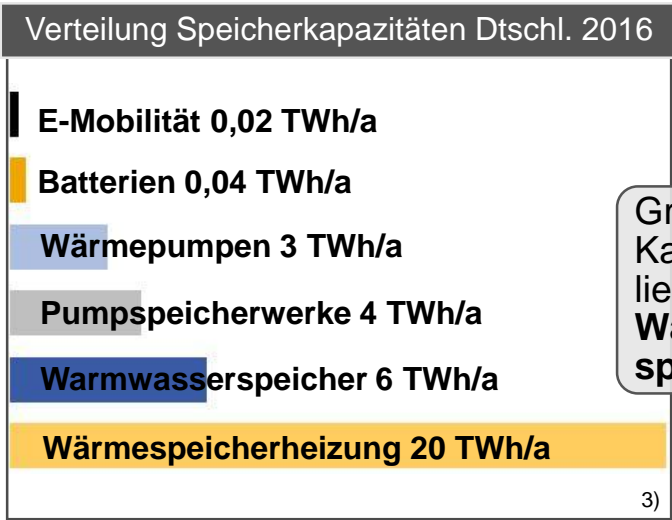 Verteilung Speicherkapazitäten Dtschl. 2016
E-Mobilität 0,02 TWh/a
Batterien 0,04 TWh/a
Wärmepumpen 3 TWh/a
Pumpspeicherwerke 4 TWh/a
Warmwasserspeicher 6 TWh/a
Wärmespeicherheizung 20 TWh/a
3)